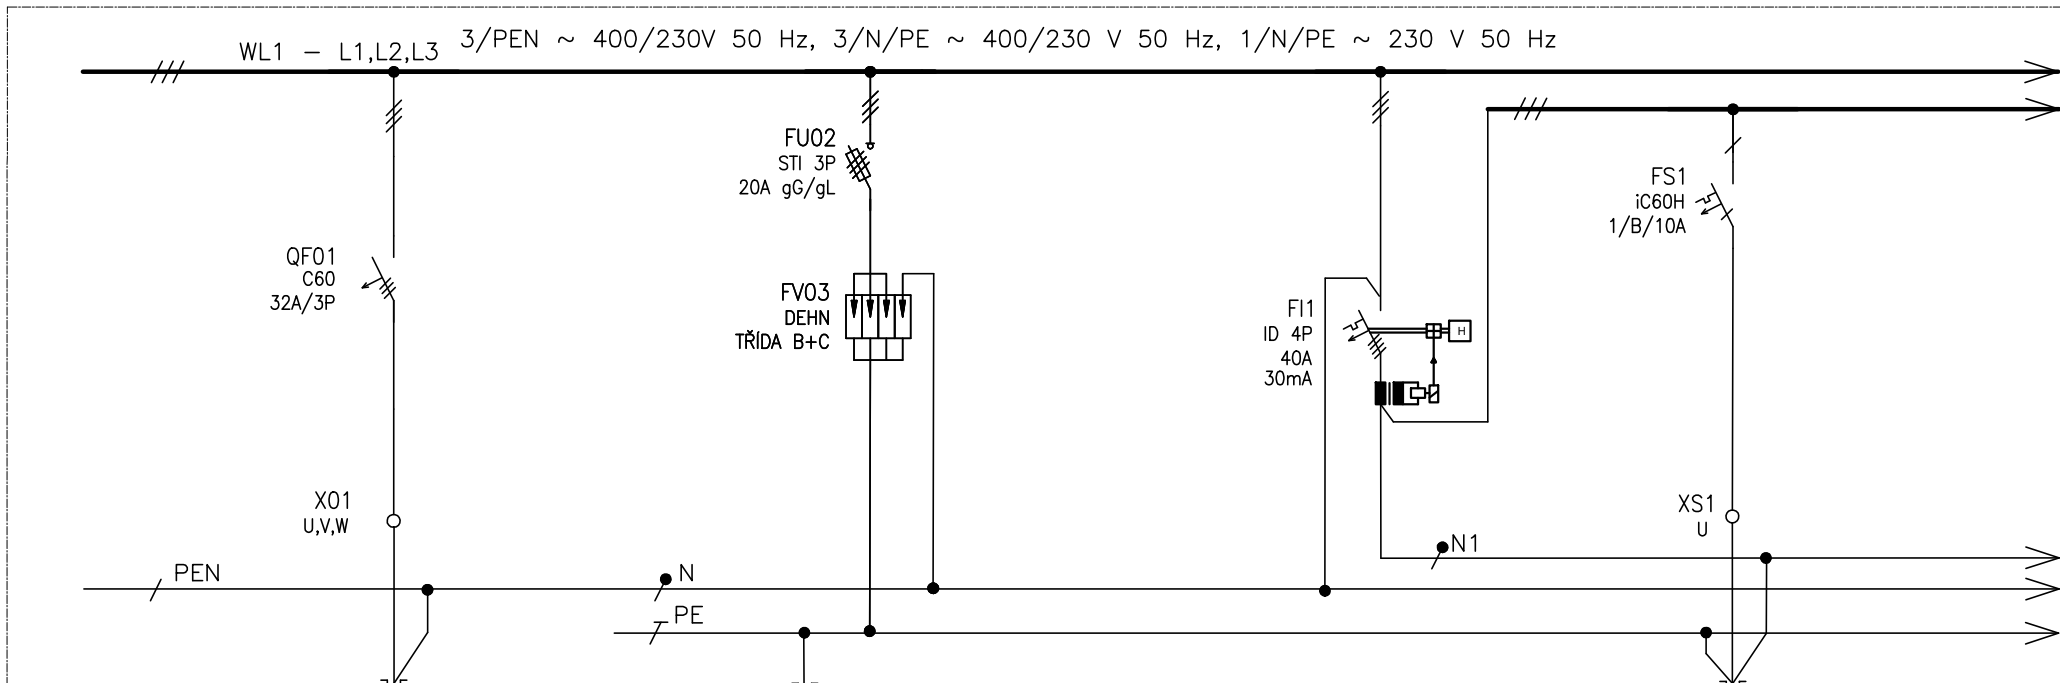 WL1 – L1,L2,L3 3/PEN ~ 400/230V 50 Hz, 3/N/PE ~ 400/230 V 50 Hz, 1/N/PE ~ 230 V 50 Hz
FU02
STI 3P
20A gG/gL
FS1
iC60H
1/B/10A
QF01
C60
32A/3P
FV03
DEHN
TŘÍDA B+C
FI1
ID 4P
40A
30mA
H
X01
U,V,W
XS1
U
N1
PEN
N
PE